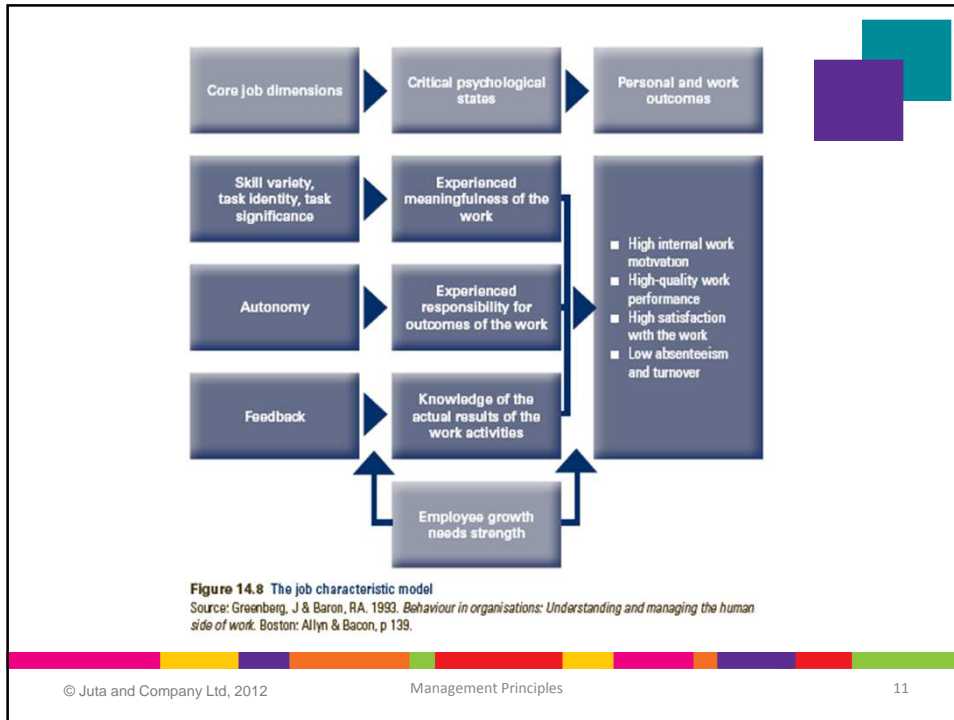 Core job dimensions
Critical psychological
states
Personal and work
outcomes
Skill variety,
task identity, task
significance
Experienced
meaningfulness of the
work
Autonomy
Experienced
responsibility for
outcomes of the work
Feedback
Knowledge of the
actual results of the
work activities
■ High internal work
motivation
■ High-quality work
performance
■ High satisfaction
with the work
■ Low absenteeism
and turnover
Employee growth
needs strength
Figure 14.8 The job characteristic model
Source: Greenberg, J & Baron, RA. 1993. Behaviour in organisations: Understanding and managing the human
side of work. Boston: Allyn & Bacon, p 139.
© Juta and Company Ltd, 2012
Management Principles
11